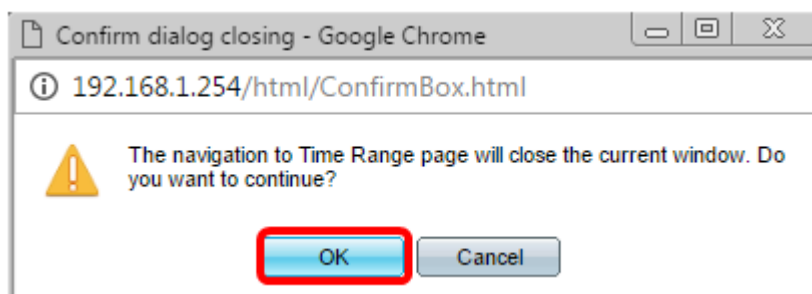 Confirm dialog closing - Google Chrome
192.168.1.254/html/ConfirmBox.html
The navigation to Time Range page will close the current window. Do
you want to continue?
OK
Cancel